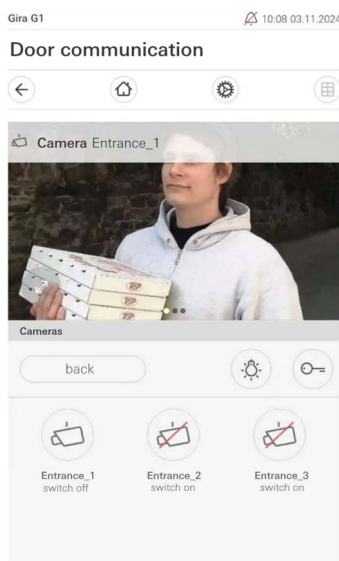 Gira G1
10:08 03.11.2024
Door communication
Camera Entrance_1
Cameras
back
Entrance_1
switch off
Entrance_2
switch on
Entrance_3
switch on